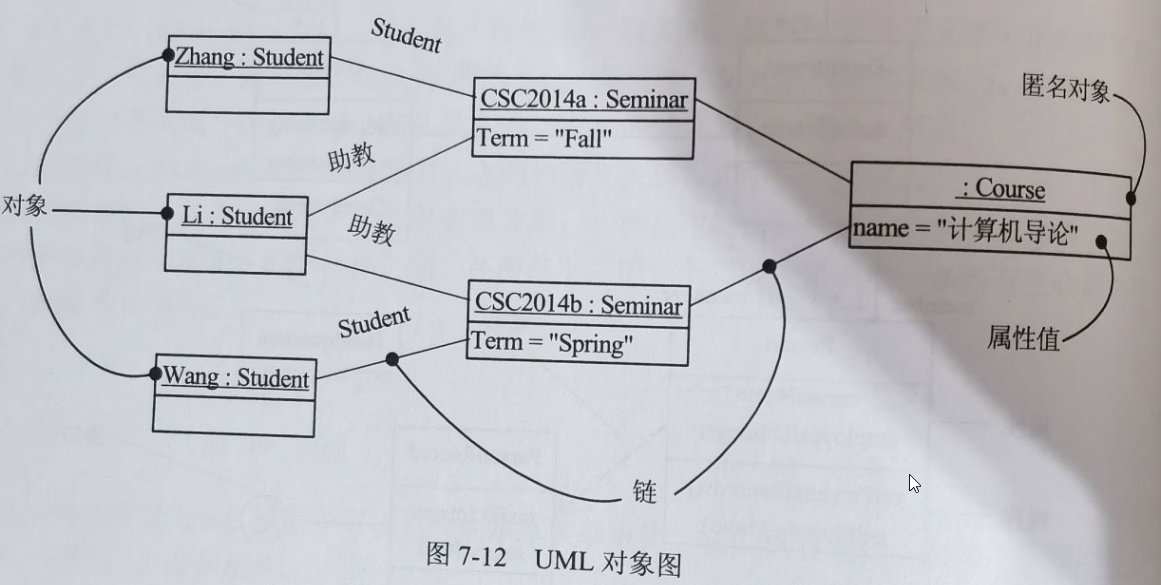 Student
Zhang : Student
CSC2014a : Seminar
Term = "Fall"
匿名对象
助教
: Course
name = "计算机导论"
对象
Li : Student
助教
CSC2014b : Seminar
Term = "Spring"
属性值
Student
Wang : Student
链
图 7-12 UML 对象图